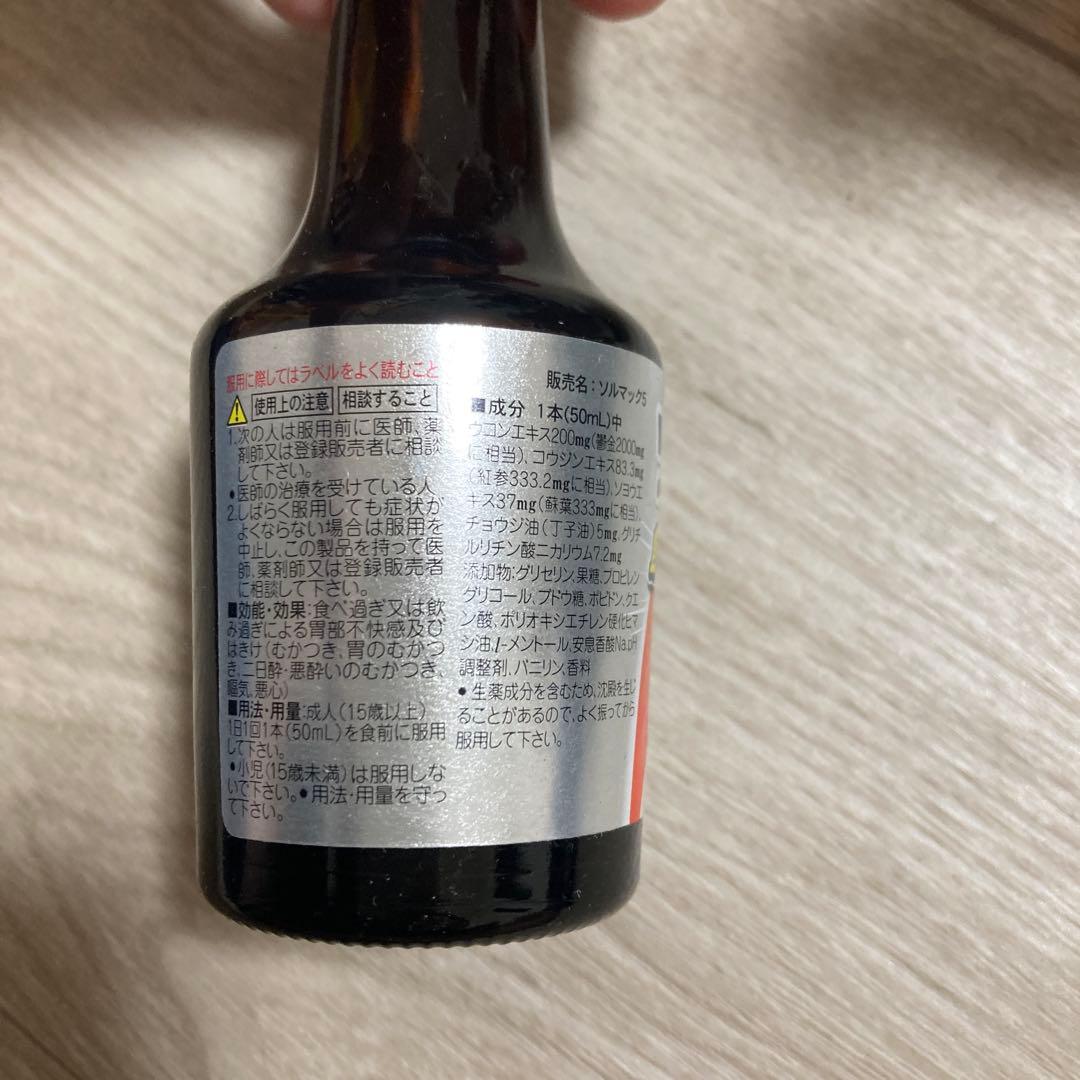 服用に際してはラベルをよく読むこと
使用上の注意 相談すること
1.次の人は服用前に医師、薬
剤師又は登録販売者に相談
して下さい。
●医師の治療を受けている人
2.しばらく服用しても症状が
よくならない場合は服用を
中止し、この製品を持って医
師、薬剤師又は登録販売者
に相談して下さい。
■効能・効果:食べ過ぎ又は飲
み過ぎによる胃部不快感及び
はきけ(むかつき、胃のむかつ
き、二日酔・悪酔いのむかつき、
嘔気、悪心)
■用法・用量:成人(15歳以上)
1日1回1本(50mL)を食前に服用
して下さい。
●小児(15歳未満)は服用しな
いで下さい。●用法・用量を守っ
て下さい。
販売名:ソルマック5
■成分 1本(50mL)中
ウコンエキス200mg(鬱金2000mg
に相当)、コウジンエキス83.3mg
(紅参333.2mgに相当)、ソヨウエ
キス37mg(蘇葉333mgに相当)、
チョウジ油(丁子油)5mg、グリチ
ルリチン酸二カリウム7.2mg
添加物:グリセリン、果糖、プロピレン
グリコール、ブドウ糖、ポビドン、クエ
ン酸、ポリオキシエチレン硬化ヒマ
シ油、l-メントール、安息香酸Na、pH
調整剤、バニリン、香料
●生薬成分を含むため、沈殿を生じ
ることがあるので、よく振ってから
服用して下さい。